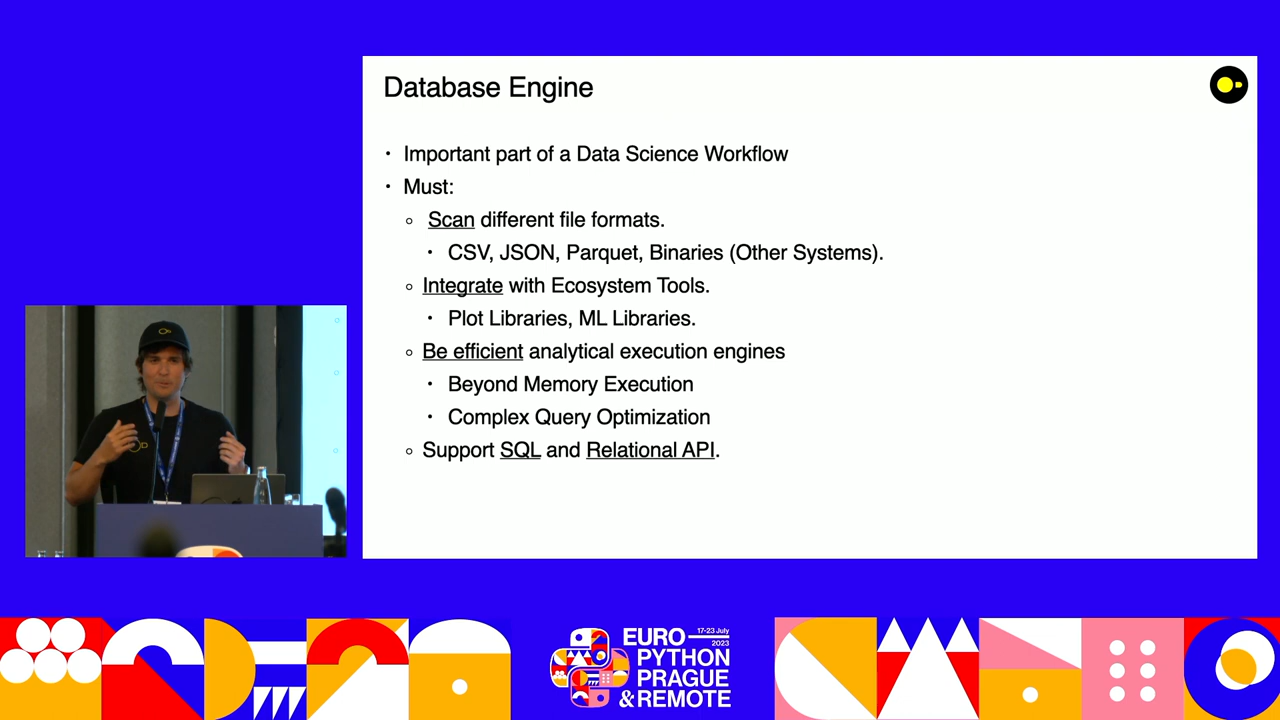 Database Engine
• Important part of a Data Science Workflow
• Must:
◦ Scan different file formats.
• CSV, JSON, Parquet, Binaries (Other Systems).
◦ Integrate with Ecosystem Tools.
• Plot Libraries, ML Libraries.
◦ Be efficient analytical execution engines
• Beyond Memory Execution
• Complex Query Optimization
◦ Support SQL and Relational API.
EURO 17-23 July
2023
PYTHON
PRAGUE
& REMOTE